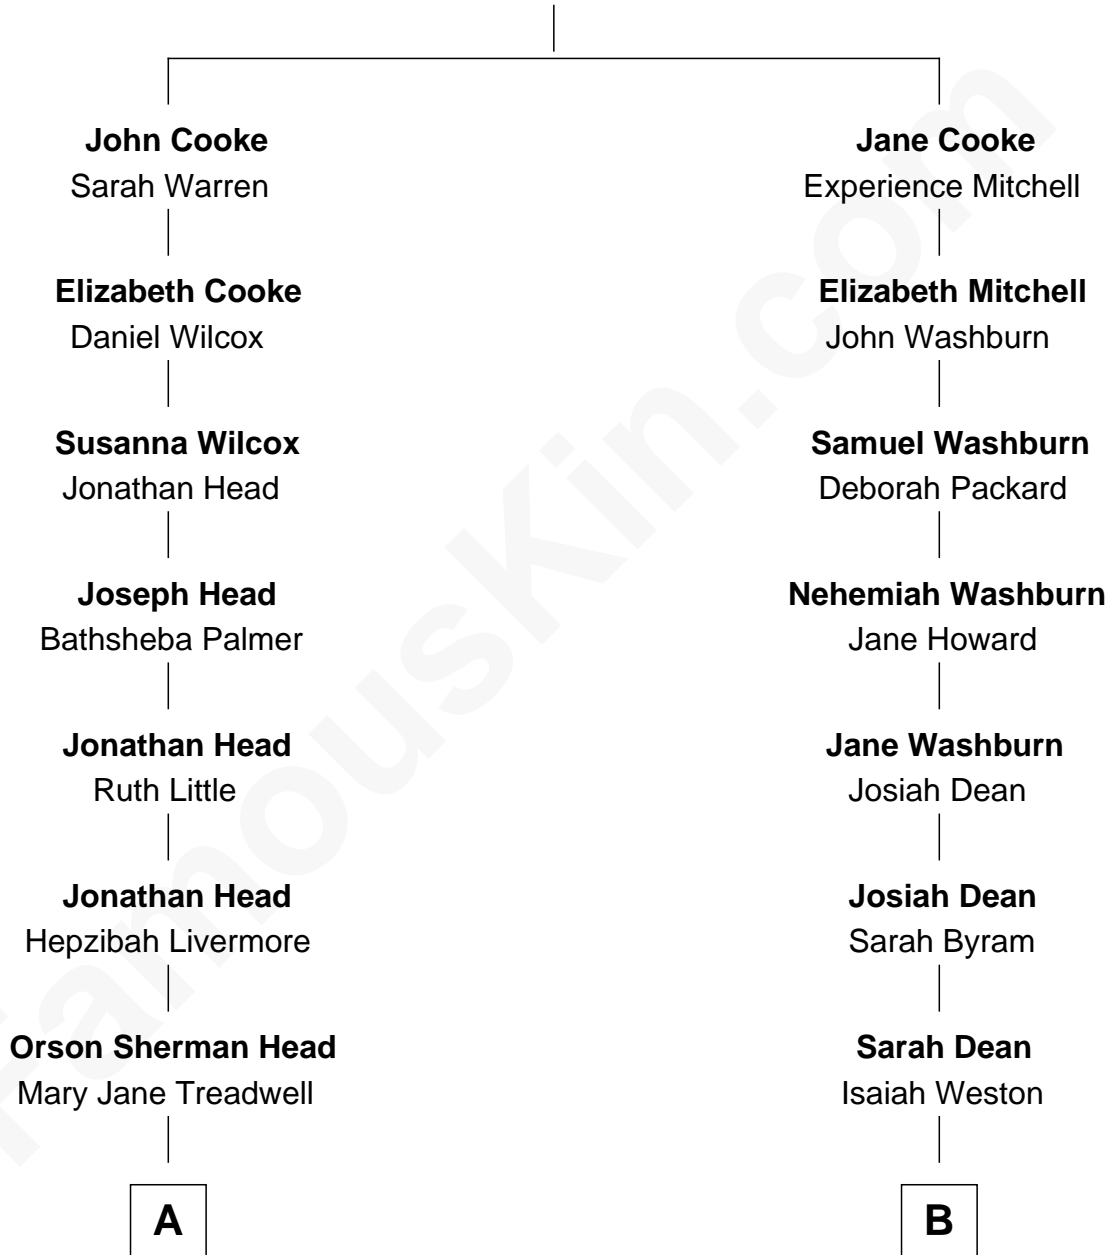 John Cooke
Sarah Warren
Elizabeth Cooke
Daniel Wilcox
Susanna Wilcox
Jonathan Head
Joseph Head
Bathsheba Palmer
Jonathan Head
Ruth Little
Jonathan Head
Hepzibah Livermore
Orson Sherman Head
Mary Jane Treadwell
A
Jane Cooke
Experience Mitchell
Elizabeth Mitchell
John Washburn
Samuel Washburn
Deborah Packard
Nehemiah Washburn
Jane Howard
Jane Washburn
Josiah Dean
Josiah Dean
Sarah Byram
Sarah Dean
Isaiah Weston
B
FamousKin.com